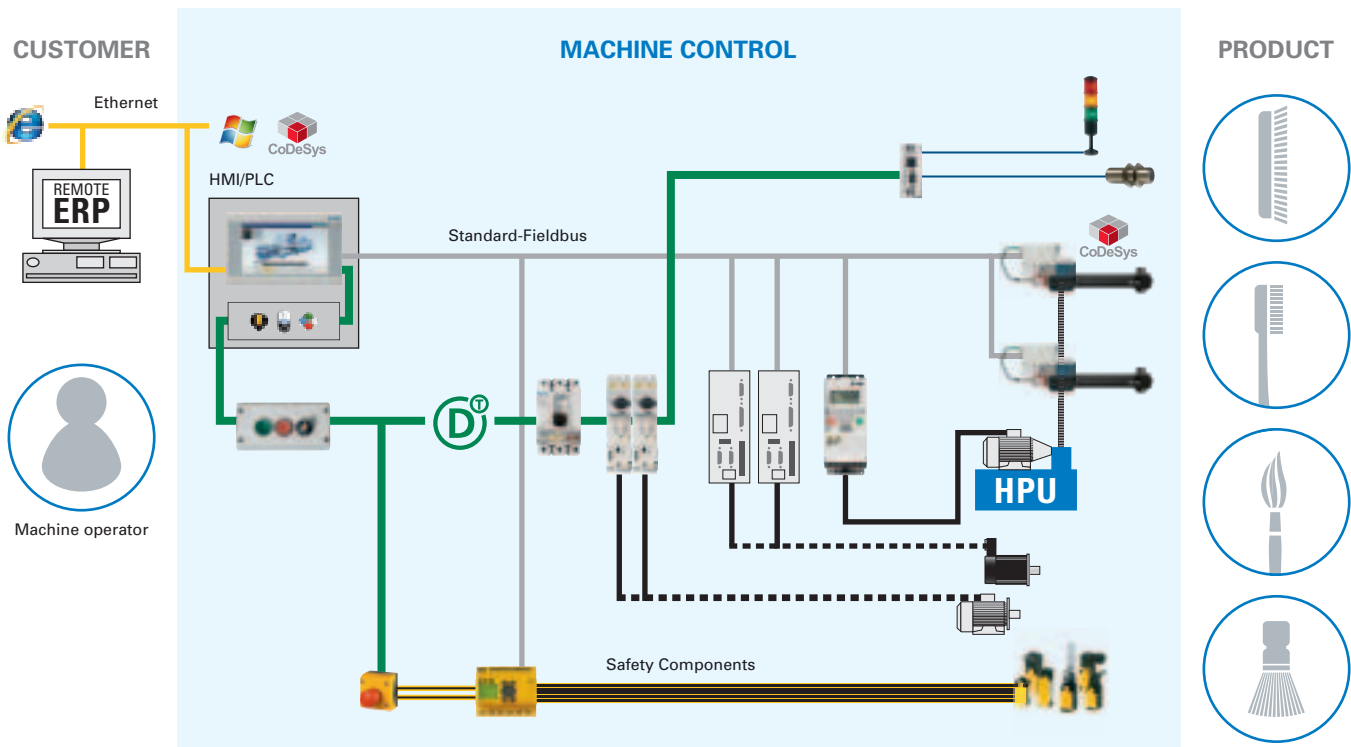 CUSTOMER
MACHINE CONTROL
PRODUCT
Ethernet
CoDeSys
HMI/PLC
REMOTE
ERP
Standard-Fieldbus
CoDeSys
D T
HPU
Machine operator
Safety Components